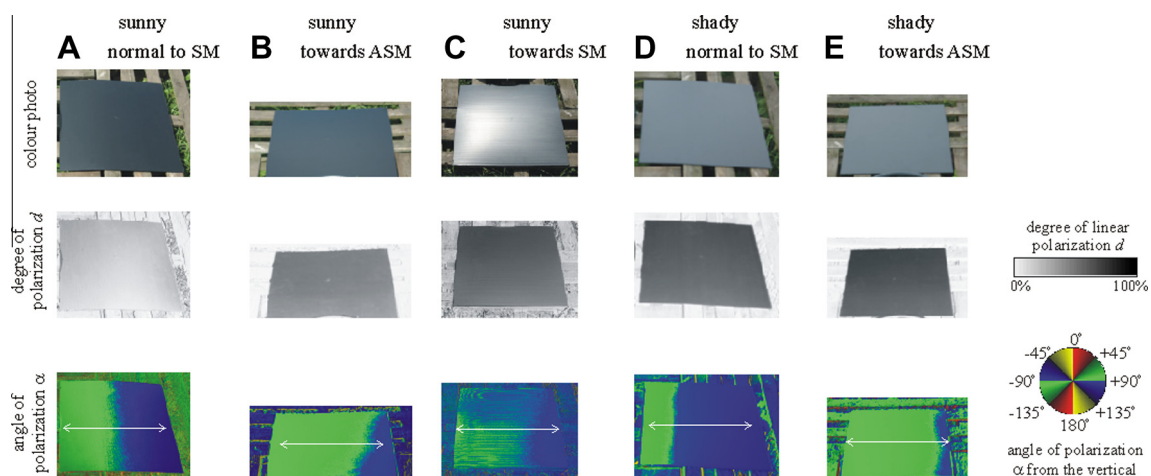 A sunny normal to SM
B sunny towards ASM
C sunny towards SM
D shady normal to SM
E shady towards ASM
colour photo
degree of
polarization d
angle of
polarization α
degree of linear
polarization d
0% 100%
0°
-45° +45°
-90° +90°
-135° +135°
180°
angle of polarization
α from the vertical